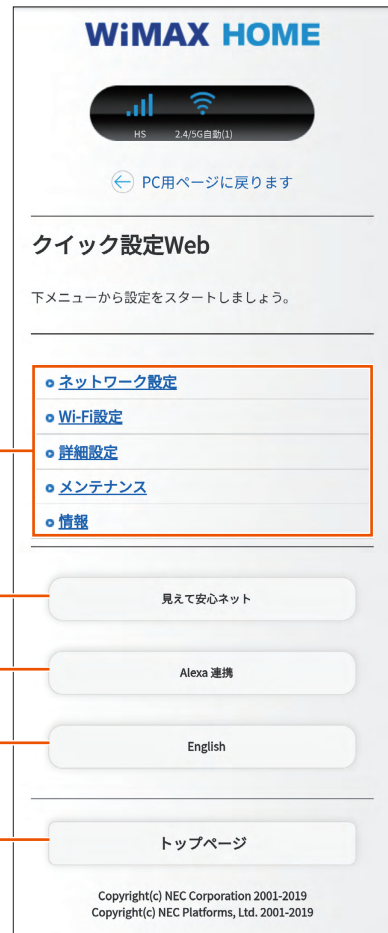 WiMAX HOME
HS 2.4/5G自動(1)
PC用ページに戻ります
クイック設定Web
下メニューから設定をスタートしましょう。
ネットワーク設定
Wi-Fi設定
詳細設定
メンテナンス
情報
見えて安心ネット
Alexa 連携
English
トップページ
Copyright(c) NEC Corporation 2001-2019
Copyright(c) NEC Platforms, Ltd. 2001-2019